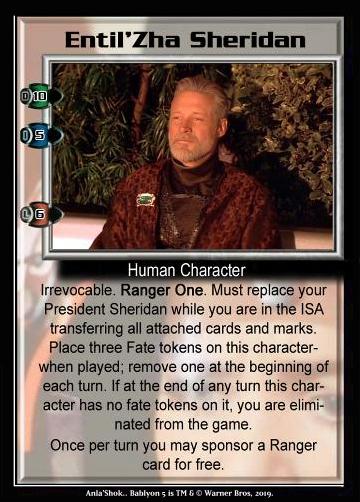 Entil'Zha Sheridan
D 10
I 5
L 6
Human Character
Irrevocable. Ranger One. Must replace your
President Sheridan while you are in the ISA
transferring all attached cards and marks.
Place three Fate tokens on this character-
when played; remove one at the beginning of
each turn. If at the end of any turn this char-
acter has no fate tokens on it, you are elimi-
nated from the game.
Once per turn you may sponsor a Ranger
card for free.
Anla'Shok.. Bablyon 5 is TM & © Warner Bros, 2019.